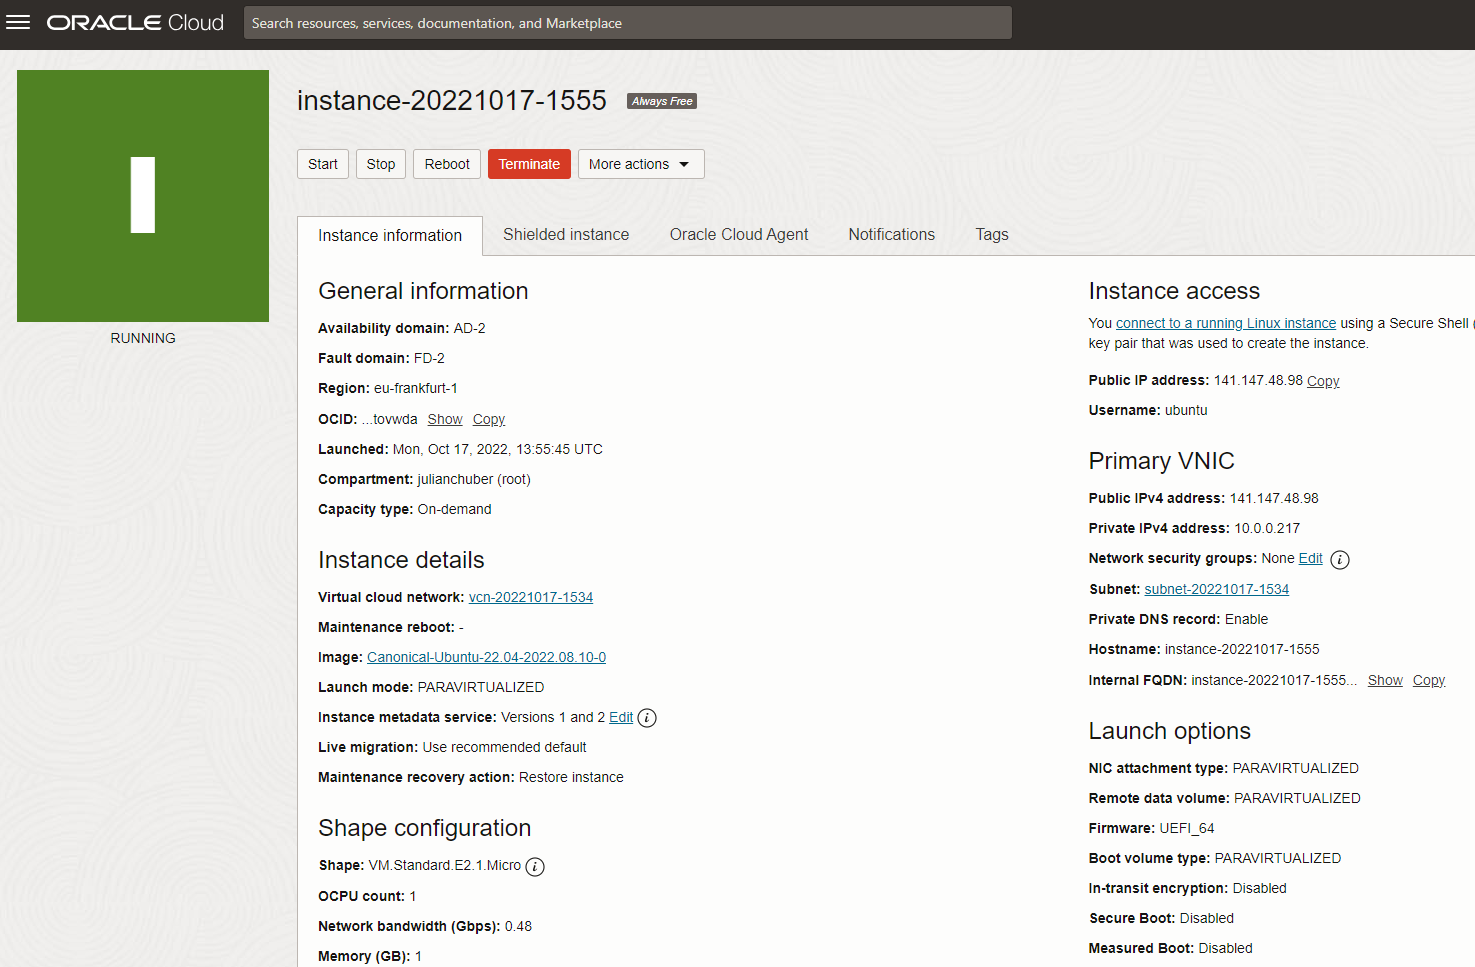 ORACLE Cloud
Search resources, services, documentation, and Marketplace
instance-20221017-1555 Always Free
Start Stop Reboot Terminate More actions
RUNNING
Instance information Shielded instance Oracle Cloud Agent Notifications Tags
General information
Availability domain: AD-2
Fault domain: FD-2
Region: eu-frankfurt-1
OCID: ...tovwda Show Copy
Launched: Mon, Oct 17, 2022, 13:55:45 UTC
Compartment: julianchuber (root)
Capacity type: On-demand
Instance details
Virtual cloud network: vcn-20221017-1534
Maintenance reboot: -
Image: Canonical-Ubuntu-22.04-2022.08.10-0
Launch mode: PARAVIRTUALIZED
Instance metadata service: Versions 1 and 2 Edit i
Live migration: Use recommended default
Maintenance recovery action: Restore instance
Shape configuration
Shape: VM.Standard.E2.1.Micro i
OCPU count: 1
Network bandwidth (Gbps): 0.48
Memory (GB): 1
Instance access
You connect to a running Linux instance using a Secure Shell (
key pair that was used to create the instance.
Public IP address: 141.147.48.98 Copy
Username: ubuntu
Primary VNIC
Public IPv4 address: 141.147.48.98
Private IPv4 address: 10.0.0.217
Network security groups: None Edit i
Subnet: subnet-20221017-1534
Private DNS record: Enable
Hostname: instance-20221017-1555
Internal FQDN: instance-20221017-1555... Show Copy
Launch options
NIC attachment type: PARAVIRTUALIZED
Remote data volume: PARAVIRTUALIZED
Firmware: UEFI_64
Boot volume type: PARAVIRTUALIZED
In-transit encryption: Disabled
Secure Boot: Disabled
Measured Boot: Disabled